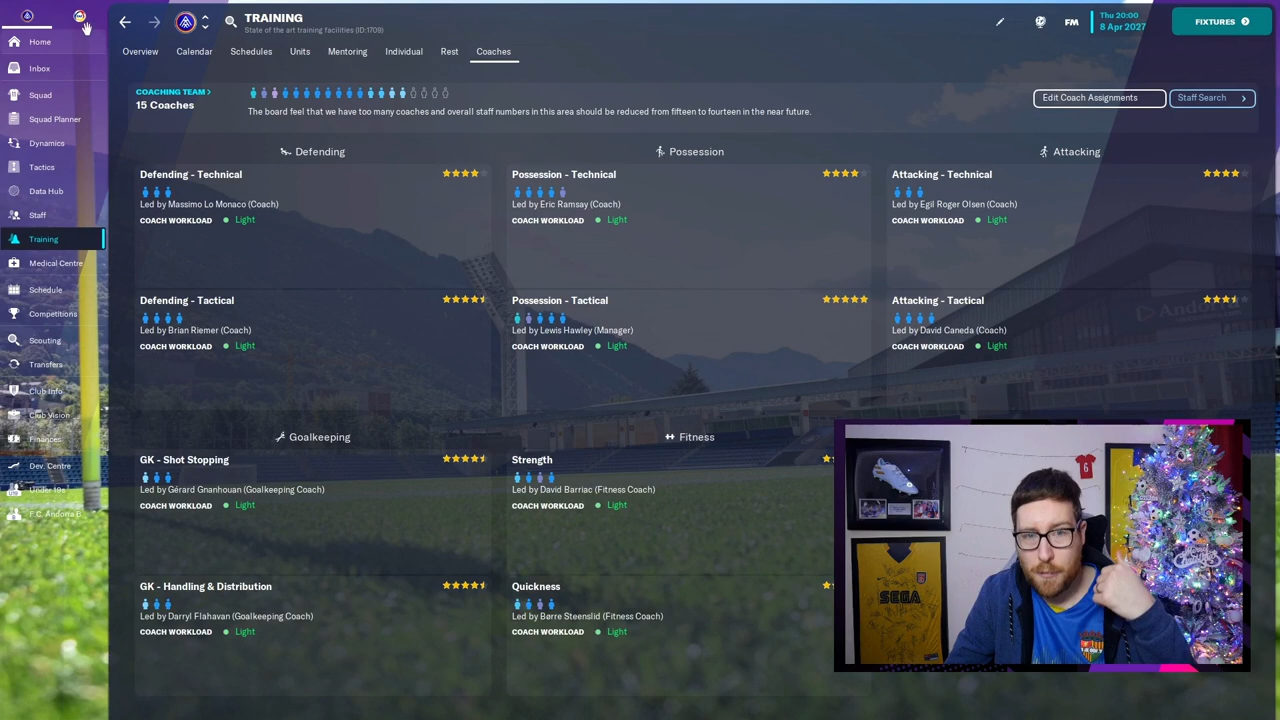 TRAINING
State of the art training facilities (ID:1709)
FM
Thu 20:00
8 Apr 2027
FIXTURES
Home
Inbox
Squad
Squad Planner
Dynamics
Tactics
Data Hub
Staff
Training
Medical Centre
Schedule
Competitions
Scouting
Transfers
Club Info
Club Vision
Finances
Dev. Centre
Under 19s
F.C. Andorra B
Overview
Calendar
Schedules
Units
Mentoring
Individual
Rest
Coaches
COACHING TEAM >
15 Coaches
The board feel that we have too many coaches and overall staff numbers in this area should be reduced from fifteen to fourteen in the near future.
Edit Coach Assignments
Staff Search
Defending
Possession
Attacking
Defending - Technical
Led by Massimo Lo Monaco (Coach)
COACH WORKLOAD Light
Possession - Technical
Led by Eric Ramsay (Coach)
COACH WORKLOAD Light
Attacking - Technical
Led by Egil Roger Olsen (Coach)
COACH WORKLOAD Light
Defending - Tactical
Led by Brian Riemer (Coach)
COACH WORKLOAD Light
Possession - Tactical
Led by Lewis Hawley (Manager)
COACH WORKLOAD Light
Attacking - Tactical
Led by David Caneda (Coach)
COACH WORKLOAD Light
Goalkeeping
Fitness
GK - Shot Stopping
Led by Gérard Gnanhouan (Goalkeeping Coach)
COACH WORKLOAD Light
Strength
Led by David Barriac (Fitness Coach)
COACH WORKLOAD Light
GK - Handling & Distribution
Led by Darryl Flahavan (Goalkeeping Coach)
COACH WORKLOAD Light
Quickness
Led by Børre Steenslid (Fitness Coach)
COACH WORKLOAD Light
SEGA
6